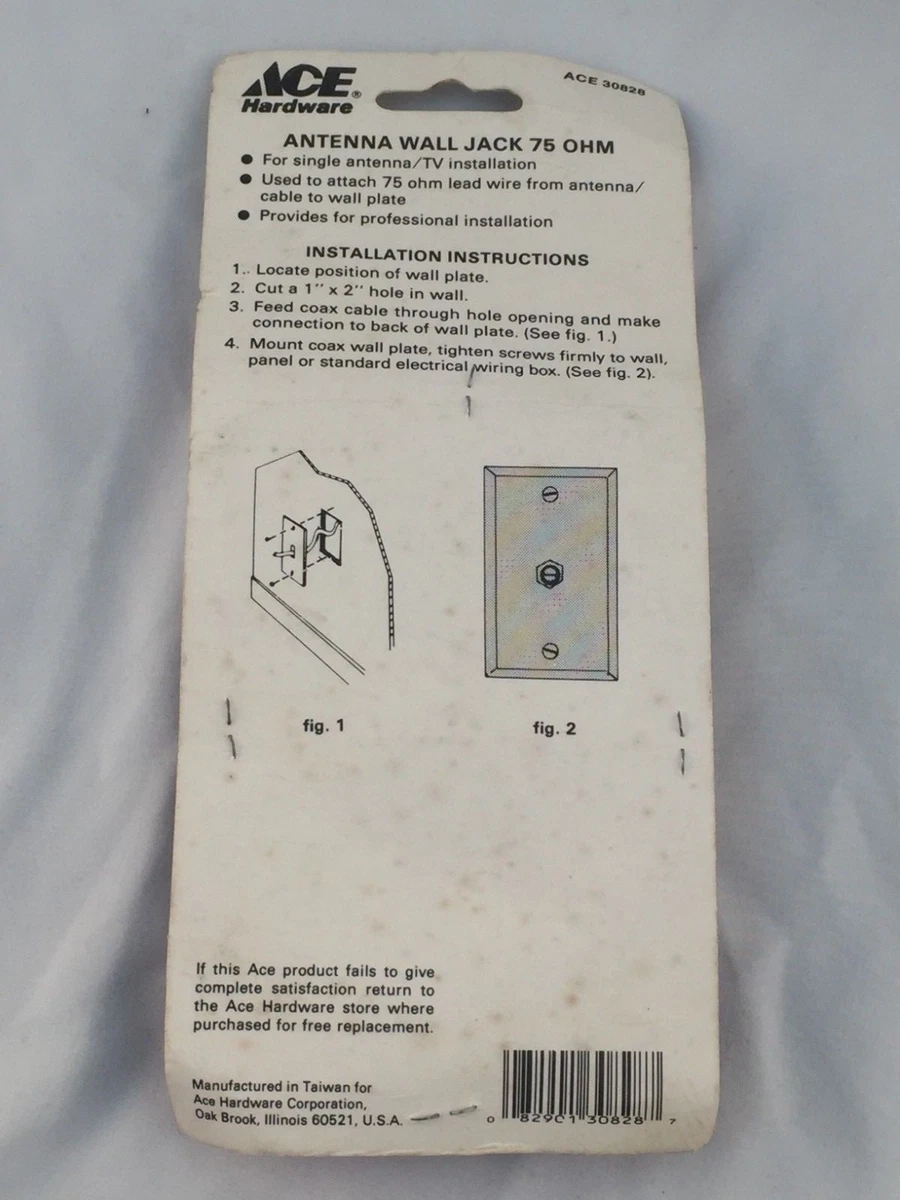 ACE®
Hardware
ACE 30828
ANTENNA WALL JACK 75 OHM
● For single antenna/TV installation
● Used to attach 75 ohm lead wire from antenna/
cable to wall plate
● Provides for professional installation
INSTALLATION INSTRUCTIONS
1. Locate position of wall plate.
2. Cut a 1" x 2" hole in wall.
3. Feed coax cable through hole opening and make
connection to back of wall plate. (See fig. 1.)
4. Mount coax wall plate, tighten screws firmly to wall,
panel or standard electrical wiring box. (See fig. 2).
fig. 1
fig. 2
If this Ace product fails to give
complete satisfaction return to
the Ace Hardware store where
purchased for free replacement.
Manufactured in Taiwan for
Ace Hardware Corporation,
Oak Brook, Illinois 60521, U.S.A.
0 82901 30828 7